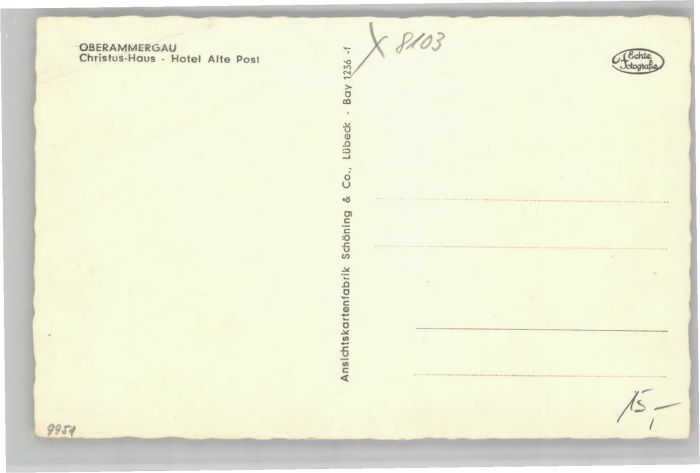 OBERAMMERGAU
Christus-Haus - Hotel Alte Post
X 8103
Echte
Fotografie
Ansichtskartenfabrik Schöning & Co., Lübeck - Bay 1236 -f
15,-
9951